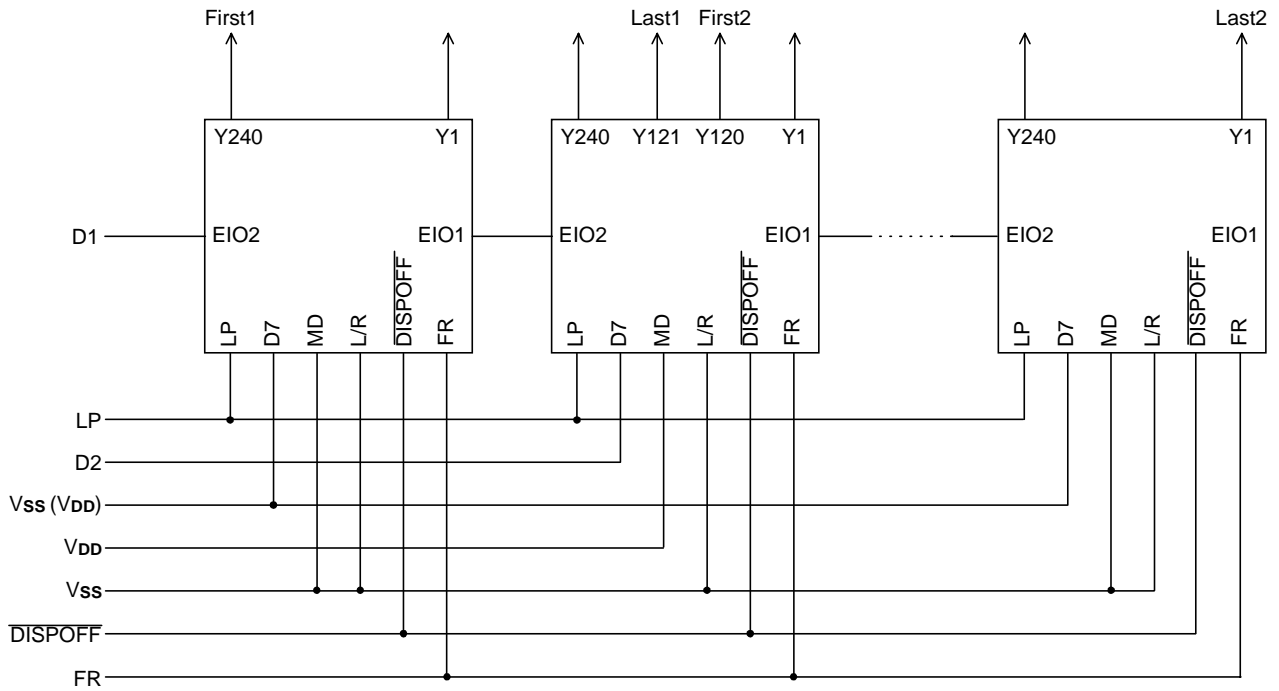 First1 Last1 First2 Last2
Y240 Y1 Y240 Y121 Y120 Y1 Y240 Y1
D1 EIO2 EIO1 EIO2 EIO1 EIO2 EIO1
LP D7 MD L/R DISPOFF FR LP D7 MD L/R DISPOFF FR LP D7 MD L/R DISPOFF FR
LP
D2
VSS (VDD)
VDD
VSS
DISPOFF
FR